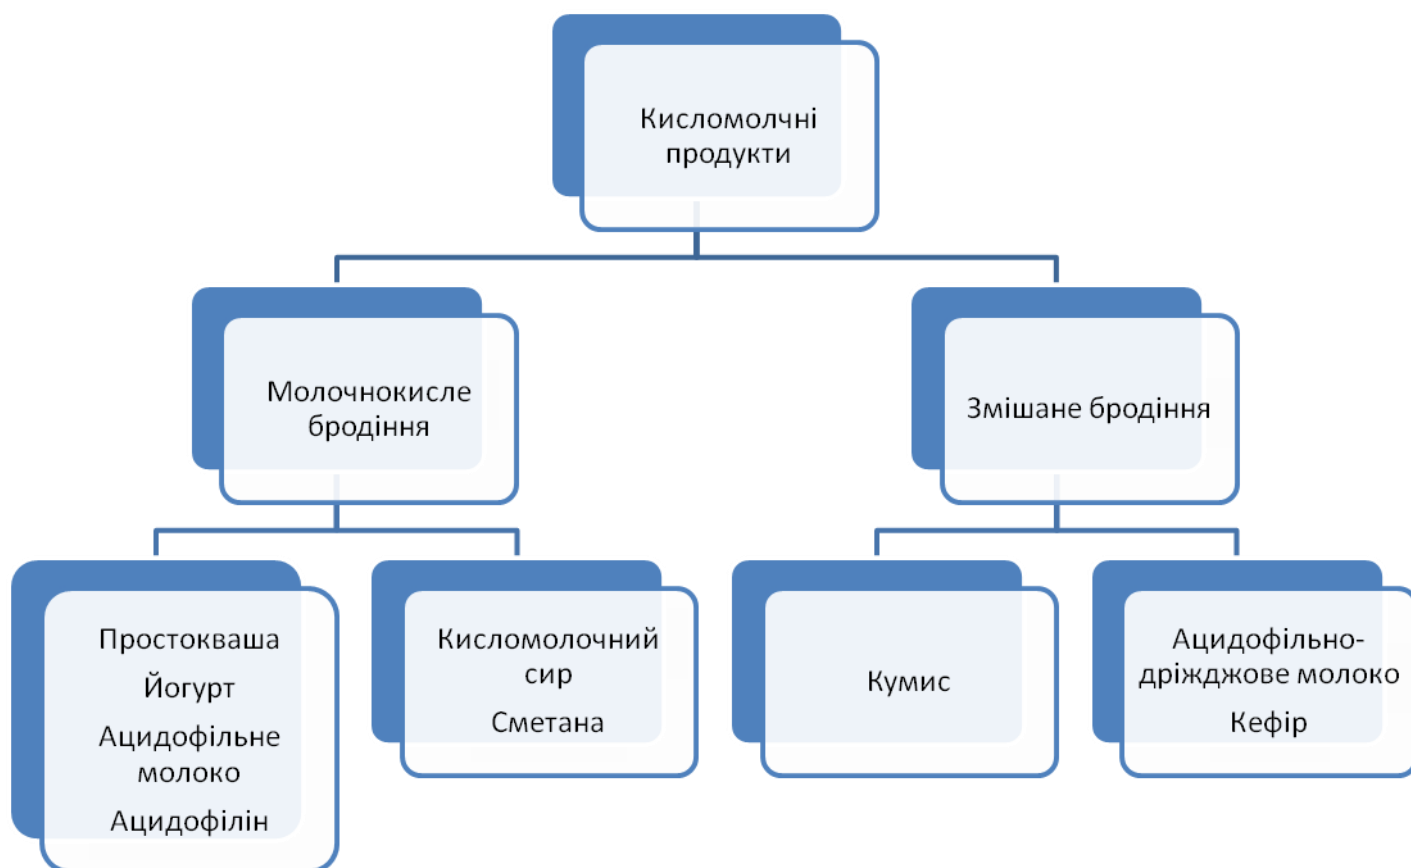 Кисломолчні
продукти
Молочнокисле
бродіння
Змішане бродіння
Простокваша
Йогурт
Ацидофільне
молоко
Ацидофілін
Кисломолочний
сир
Сметана
Кумис
Ацидофільно-
дріжджове молоко
Кефір